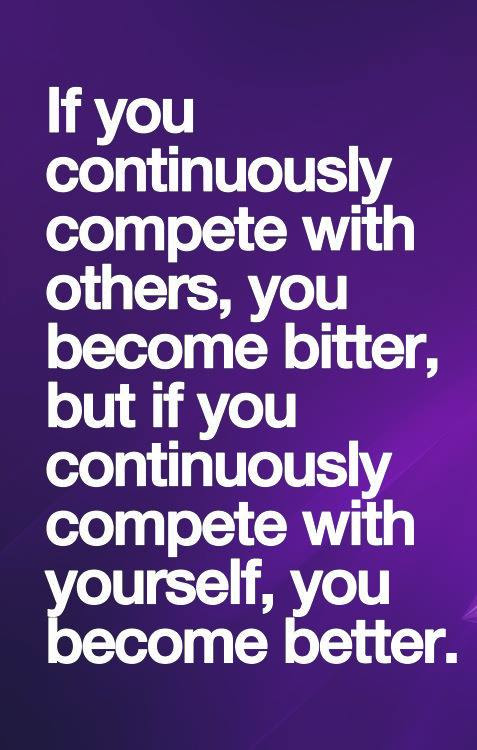 If you
continuously
compete with
others, you
become bitter,
but if you
continuously
compete with
yourself, you
become better.